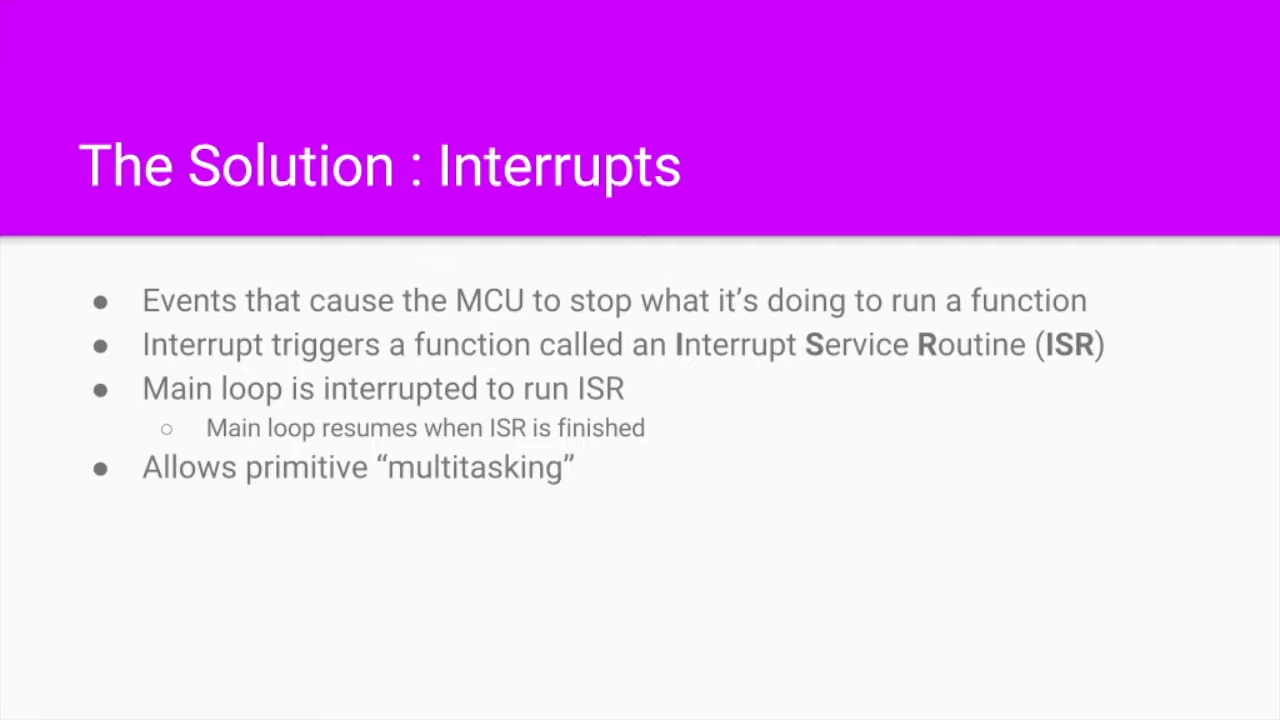 The Solution : Interrupts
● Events that cause the MCU to stop what it’s doing to run a function
● Interrupt triggers a function called an Interrupt Service Routine (ISR)
● Main loop is interrupted to run ISR
○ Main loop resumes when ISR is finished
● Allows primitive “multitasking”